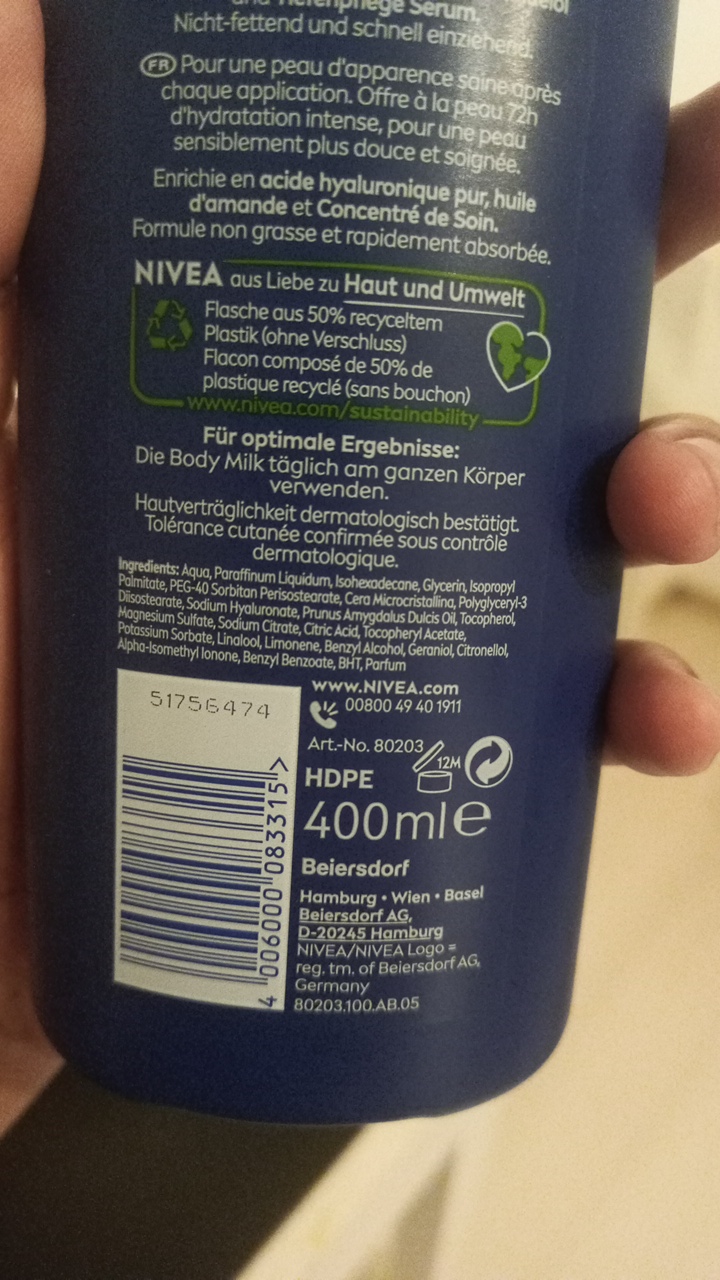 und Tiefenpflege Serum.
Nicht-fettend und schnell einziehend.
FR Pour une peau d'apparence saine après
chaque application. Offre à la peau 72h
d'hydratation intense, pour une peau
sensiblement plus douce et soignée.
Enrichie en acide hyaluronique pur, huile
d'amande et Concentré de Soin.
Formule non grasse et rapidement absorbée.
NIVEA aus Liebe zu Haut und Umwelt
Flasche aus 50% recyceltem
Plastik (ohne Verschluss)
Flacon composé de 50% de
plastique recyclé (sans bouchon)
www.nivea.com/sustainability
Für optimale Ergebnisse:
Die Body Milk täglich am ganzen Körper
verwenden.
Hautverträglichkeit dermatologisch bestätigt.
Tolérance cutanée confirmée sous contrôle
dermatologique.
Ingredients: Aqua, Paraffinum Liquidum, Isohexadecane, Glycerin, Isopropyl
Palmitate, PEG-40 Sorbitan Perisostearate, Cera Microcristallina, Polyglyceryl-3
Diisostearate, Sodium Hyaluronate, Prunus Amygdalus Dulcis Oil, Tocopherol,
Magnesium Sulfate, Sodium Citrate, Citric Acid, Tocopheryl Acetate,
Potassium Sorbate, Linalool, Limonene, Benzyl Alcohol, Geraniol, Citronellol,
Alpha-Isomethyl Ionone, Benzyl Benzoate, BHT, Parfum
51756474
4 006000 083315 >
www.NIVEA.com
00800 49 40 1911
Art.-No. 80203
12M
HDPE
400 ml e
Beiersdorf
Hamburg • Wien • Basel
Beiersdorf AG,
D-20245 Hamburg
NIVEA/NIVEA Logo =
reg. tm. of Beiersdorf AG,
Germany
80203.100.AB.05